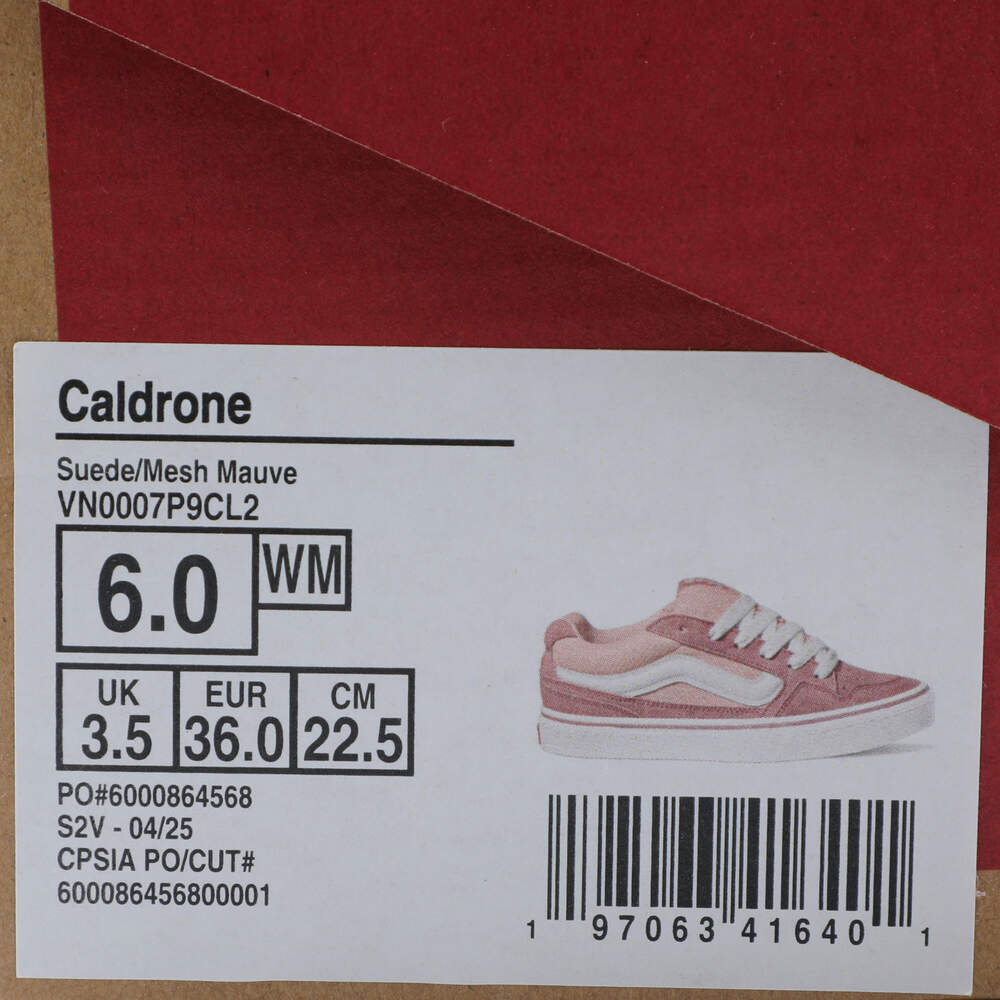 Caldrone
Suede/Mesh Mauve
VN0007P9CL2
6.0 WM
UK EUR CM
3.5 36.0 22.5
PO#6000864568
S2V - 04/25
CPSIA PO/CUT#
600086456800001
1 97063 41640 1